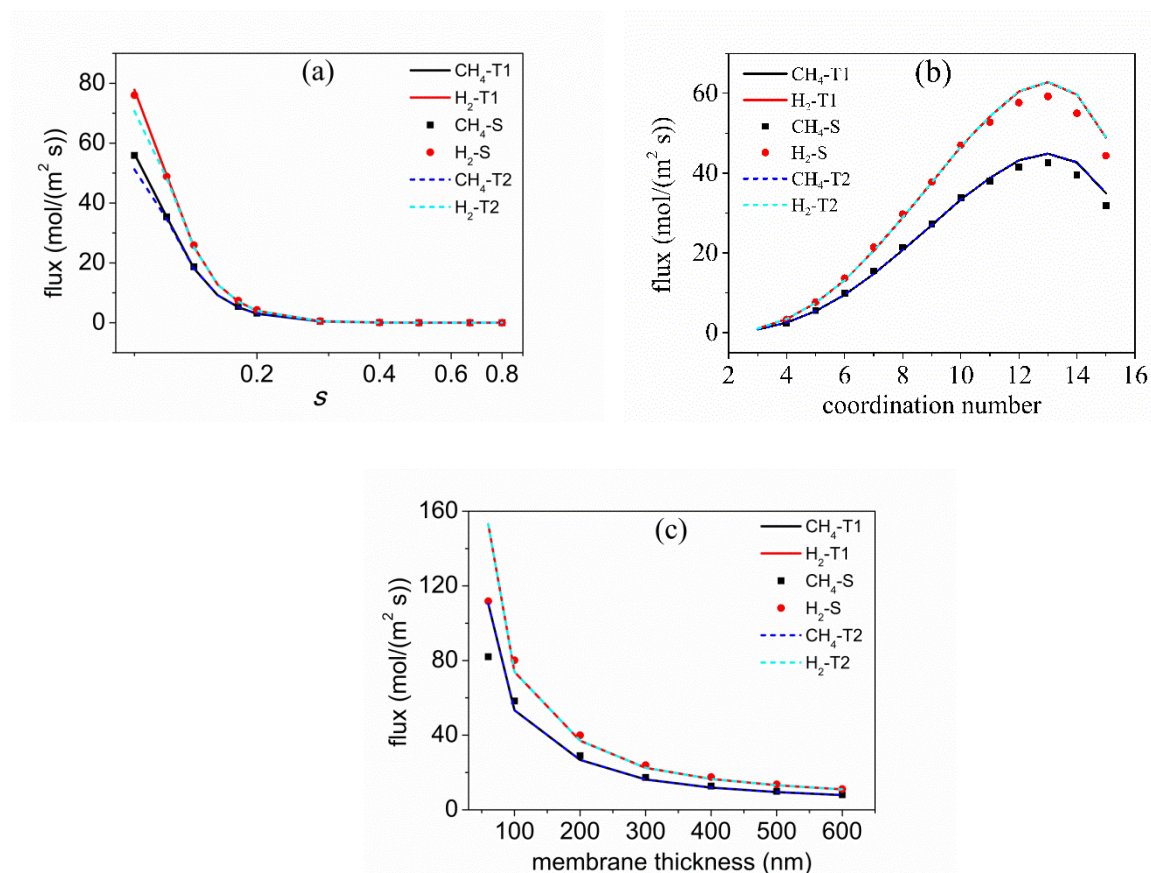 (a)
CH₄-T1
H₂-T1
CH₄-S
H₂-S
CH₄-T2
H₂-T2
80
60
40
20
0
flux (mol/(m² s))
0.2
0.4
0.6
0.8
s
(b)
CH₄-T1
H₂-T1
CH₄-S
H₂-S
CH₄-T2
H₂-T2
60
40
20
0
flux (mol/(m² s))
2
4
6
8
10
12
14
16
coordination number
(c)
CH₄-T1
H₂-T1
CH₄-S
H₂-S
CH₄-T2
H₂-T2
160
120
80
40
0
flux (mol/(m² s))
100
200
300
400
500
600
membrane thickness (nm)